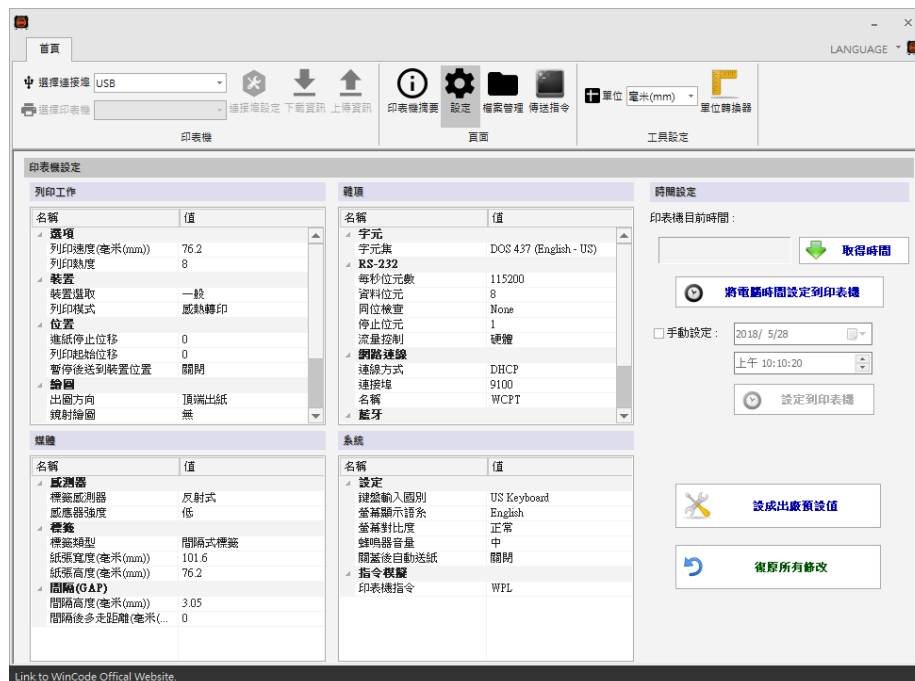 首頁
LANGUAGE
選擇連接埠 USB
選擇印表機
連接埠設定 下載資訊 上傳資訊
印表機
印表機摘要 設定 檔案管理 傳送指令
頁面
單位 毫米(mm)
單位轉換器
工具設定
印表機設定
列印工作
名稱 值
選項
列印速度(毫米(mm)) 76.2
列印熱度 8
裝置
裝置選取 一般
列印模式 感熱轉印
位置
進紙停止位移 0
列印起始位移 0
暫停後送到裝置位置 關閉
繪圖
出圖方向 頂端出紙
鏡射繪圖 無
雜項
名稱 值
字元
字元集 DOS 437 (English - US)
RS-232
每秒位元數 115200
資料位元 8
同位檢查 None
停止位元 1
流量控制 硬體
網路連線
連線方式 DHCP
連接埠 9100
名稱 WCPT
藍牙
時間設定
印表機目前時間 :
取得時間
將電腦時間設定到印表機
手動設定 : 2018/ 5/28
上午 10:10:20
設定到印表機
媒體
名稱 值
感測器
標籤感測器 反射式
感應器強度 低
標籤
標籤類型 間隔式標籤
紙張寬度(毫米(mm)) 101.6
紙張高度(毫米(mm)) 76.2
間隔(GAP)
間隔高度(毫米(mm)) 3.05
間隔後多走距離(毫米(... 0
系統
名稱 值
設定
鍵盤輸入國別 US Keyboard
螢幕顯示語系 English
螢幕對比度 正常
蜂鳴器音量 中
關蓋後自動送紙 關閉
指令模擬
印表機指令 WPL
設成出廠預設值
復原所有修改
Link to WinCode Offical Website.